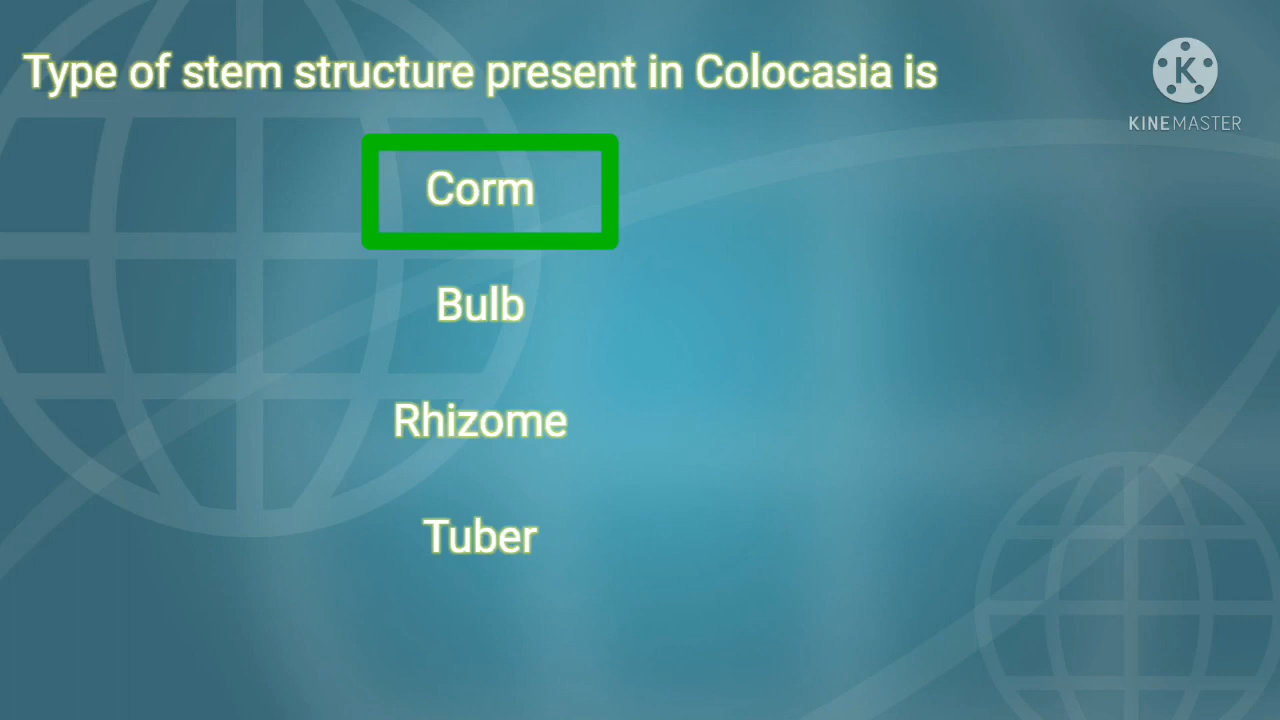 Type of stem structure present in Colocasia is
K
KINEMASTER
Corm
Bulb
Rhizome
Tuber